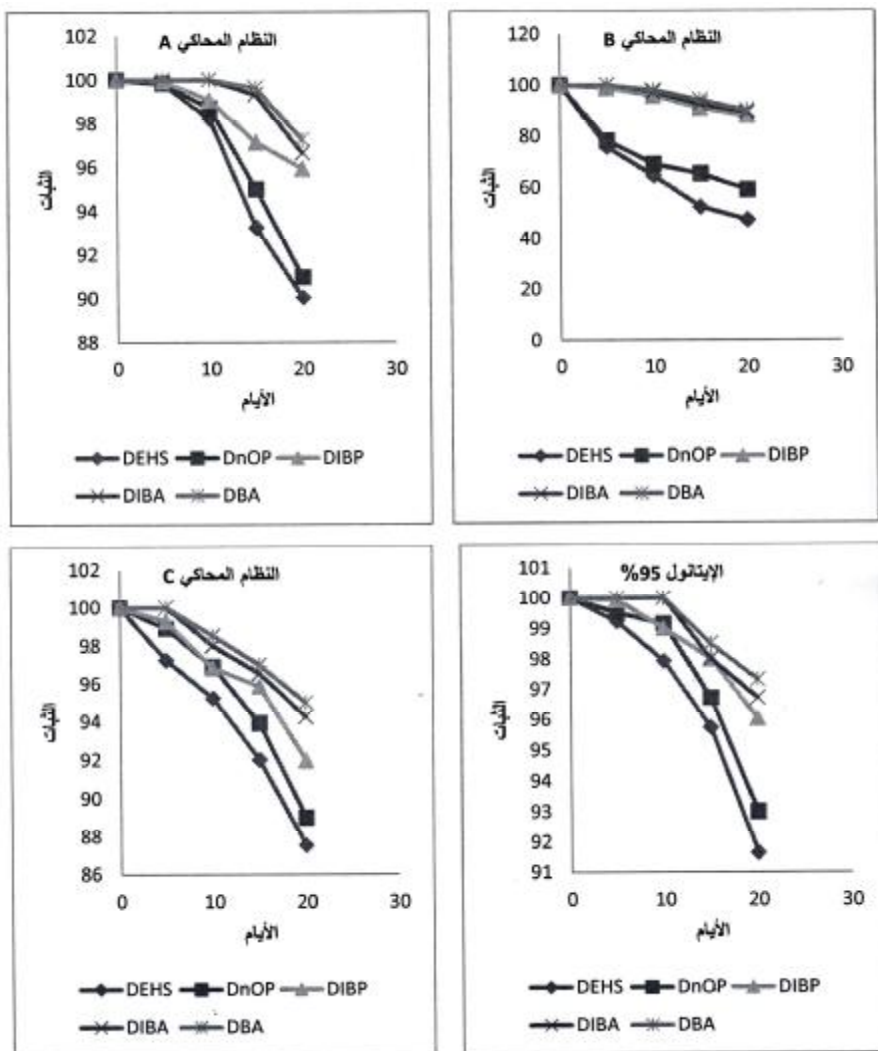 النظام المحاكي A
102
100
98
96
94
92
90
88
الثبات
0 10 20 30
الأيام
DEHS DnOP DIBP
DIBA DBA
النظام المحاكي B
120
100
80
60
40
20
0
الثبات
0 10 20 30
الأيام
DEHS DnOP DIBP
DIBA DBA
النظام المحاكي C
102
100
98
96
94
92
90
88
86
الثبات
0 10 20 30
الأيام
DEHS DnOP DIBP
DIBA DBA
الإيثانول 95%
101
100
99
98
97
96
95
94
93
92
91
الثبات
0 10 20 30
الأيام
DEHS DnOP DIBP
DIBA DBA